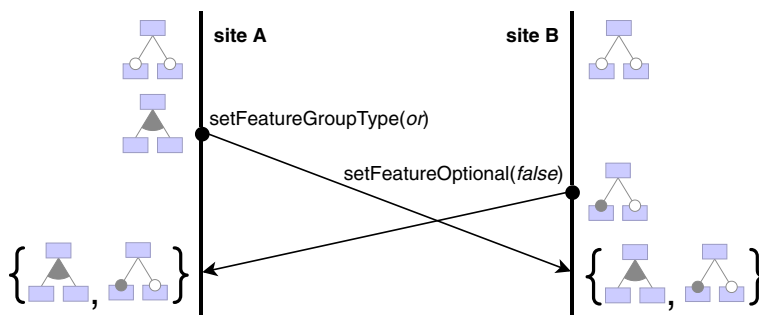 site A
site B
setFeatureGroupType(or)
setFeatureOptional(false)
{ , }
{ , }